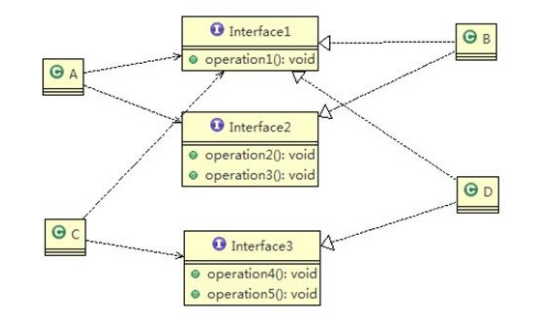 I Interface1
operation1(): void
C A
C B
I Interface2
operation2(): void
operation3(): void
C D
C C
I Interface3
operation4(): void
operation5(): void